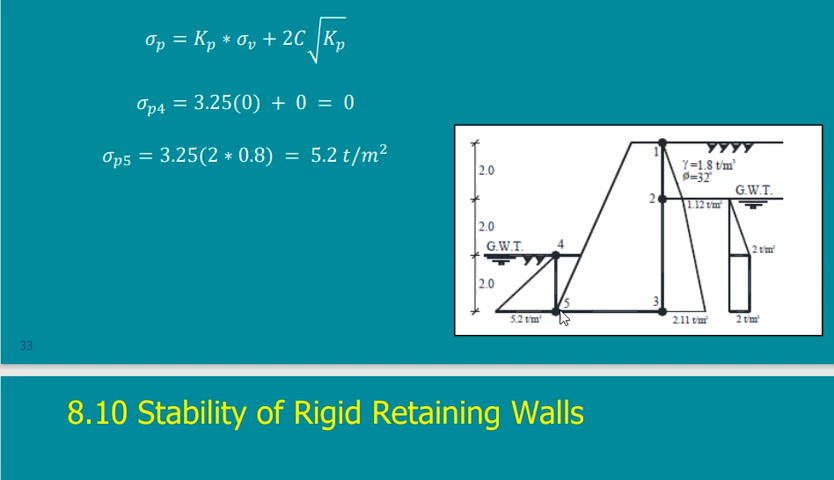 σₚ = Kₚ * σᵥ + 2C √Kₚ
σₚ₄ = 3.25(0) + 0 = 0
σₚ₅ = 3.25(2 * 0.8) = 5.2 t/m²
1
2.0
γ=1.8 t/m³
Ø=32°
G.W.T.
2
1.12 t/m²
2.0
G.W.T.
4
2 t/m²
2.0
5
3
5.2 t/m²
2.11 t/m²
2 t/m²
33
8.10 Stability of Rigid Retaining Walls